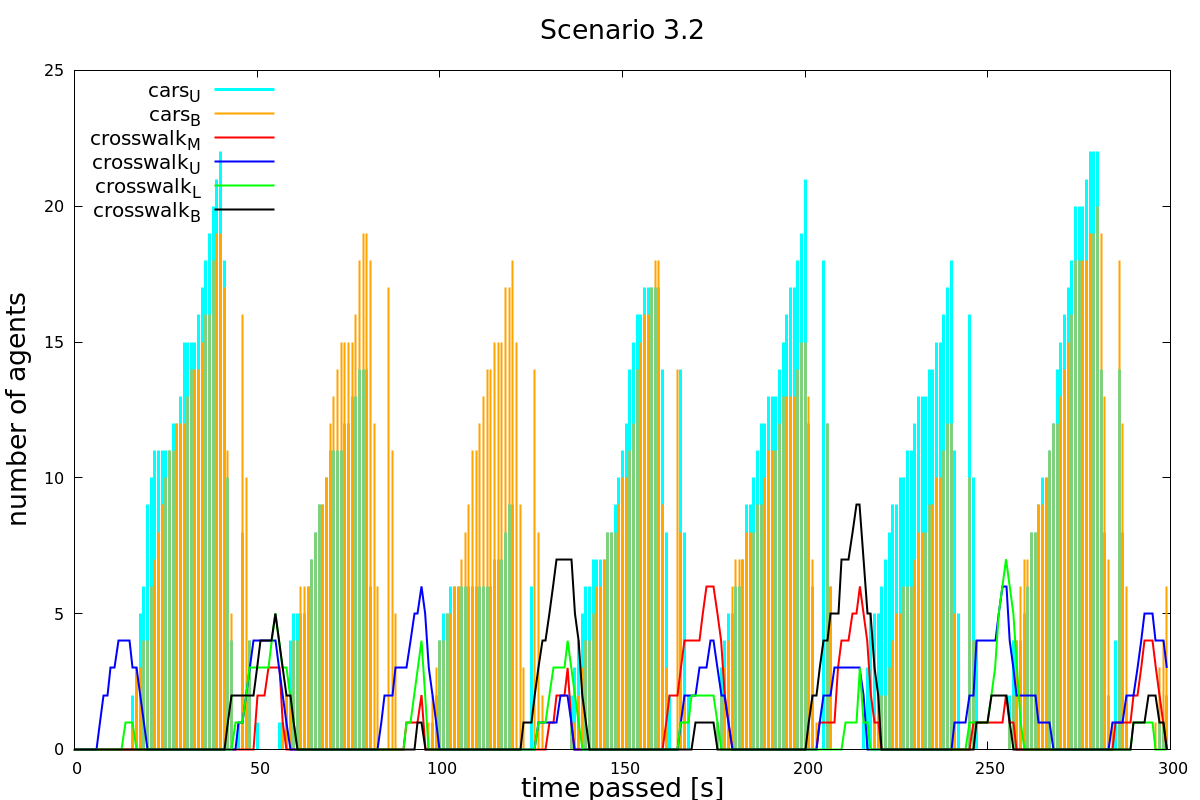 Scenario 3.2
number of agents
25
20
15
10
5
0
cars_U
cars_B
crosswalk_M
crosswalk_U
crosswalk_L
crosswalk_B
0 50 100 150 200 250 300
time passed [s]